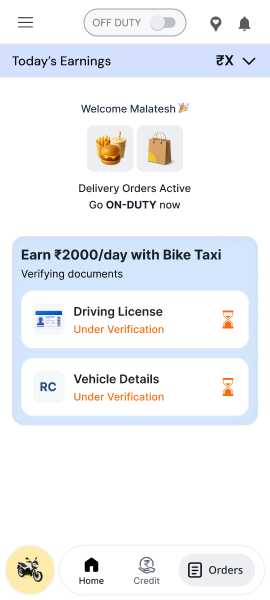 OFF DUTY
Today's Earnings ₹X
Welcome Malatesh 🎉
Delivery Orders Active
Go ON-DUTY now
Earn ₹2000/day with Bike Taxi
Verifying documents
Driving License
Under Verification
RC
Vehicle Details
Under Verification
Home
Credit
Orders